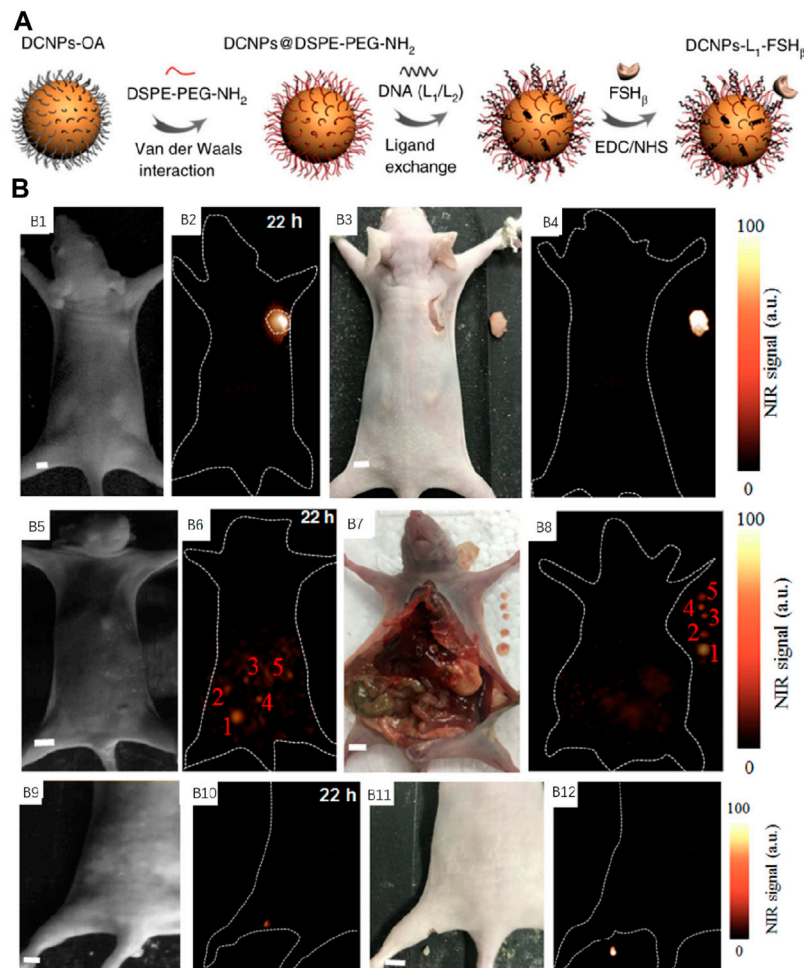 A
DCNPs-OA
DSPE-PEG-NH₂
Van der Waals
interaction
DCNPs@DSPE-PEG-NH₂
DNA (L₁/L₂)
Ligand
exchange
FSHβ
EDC/NHS
DCNPs-L₁-FSHβ
B
B1
B2
22 h
B3
B4
100
NIR signal (a.u.)
0
B5
B6
22 h
1
2
3
4
5
B7
B8
5
4
3
2
1
100
NIR signal (a.u.)
0
B9
B10
22 h
B11
B12
100
NIR signal (a.u.)
0